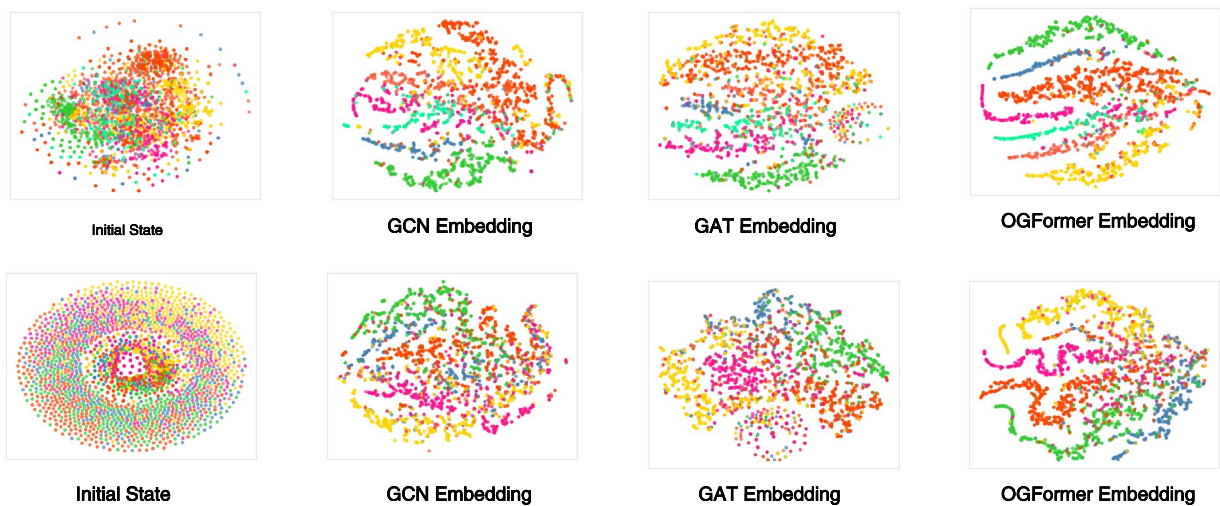 Initial State
GCN Embedding
GAT Embedding
OGFormer Embedding
Initial State
GCN Embedding
GAT Embedding
OGFormer Embedding